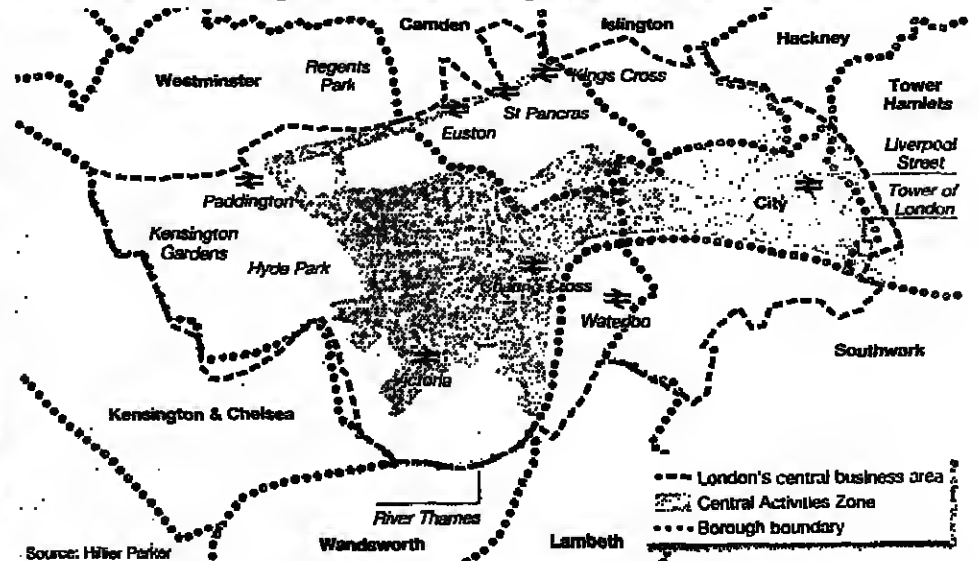 Camden
Islington
Hackney
Westminster
Regents
Park
Kings Cross
Tower
Hamlets
St Pancras
Euston
Liverpool
Street
Paddington
City
Tower of
London
Kensington
Gardens
Hyde Park
Charing Cross
Waterloo
Southwark
Victoria
Kensington & Chelsea
London's central business area
Central Activities Zone
River Thames
Borough boundary
Source: Hillier Parker
Wandsworth
Lambeth